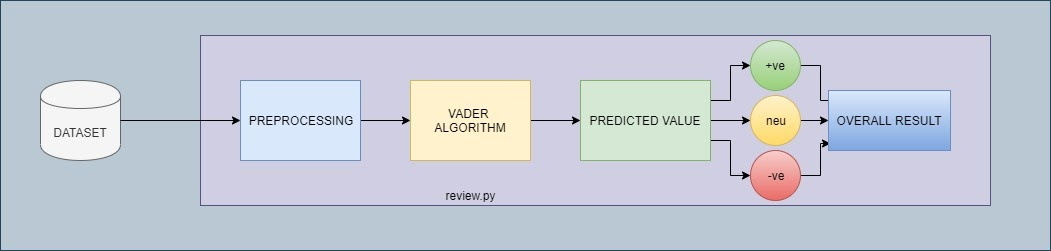 DATASET
PREPROCESSING
VADER
ALGORITHM
PREDICTED VALUE
+ve
neu
-ve
OVERALL RESULT
review.py